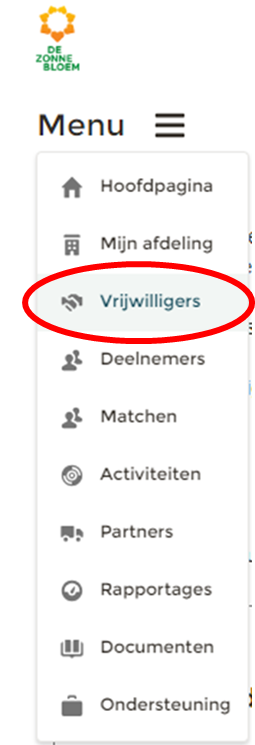 DE
ZONNE
BLOEM
Menu
Hoofdpagina
Mijn afdeling
Vrijwilligers
Deelnemers
Matchen
Activiteiten
Partners
Rapportages
Documenten
Ondersteuning